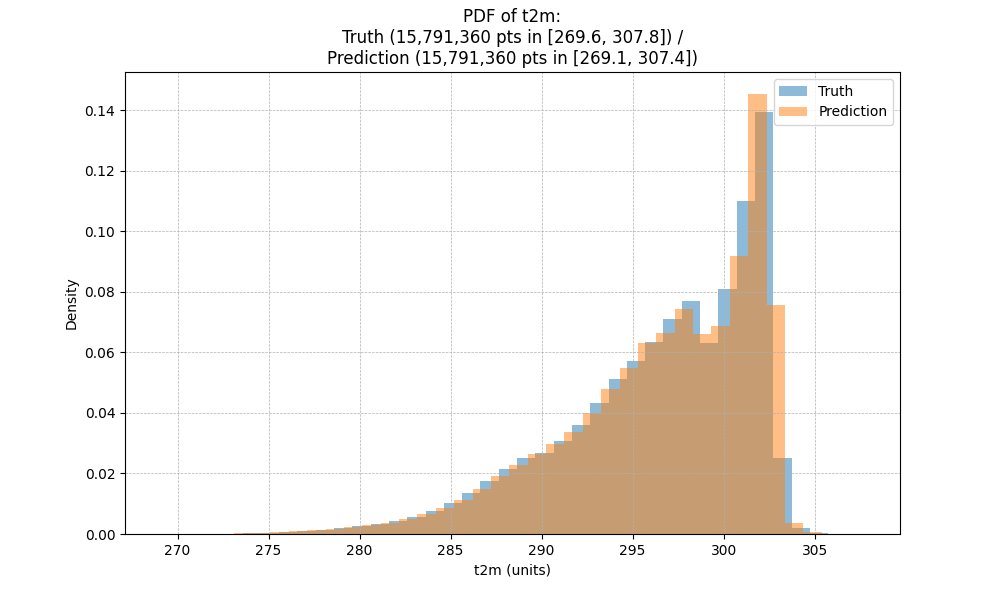 PDF of t2m:
Truth (15,791,360 pts in [269.6, 307.8]) /
Prediction (15,791,360 pts in [269.1, 307.4])
Truth
Prediction
0.14
0.12
0.10
0.08
0.06
0.04
0.02
0.00
Density
270 275 280 285 290 295 300 305
t2m (units)